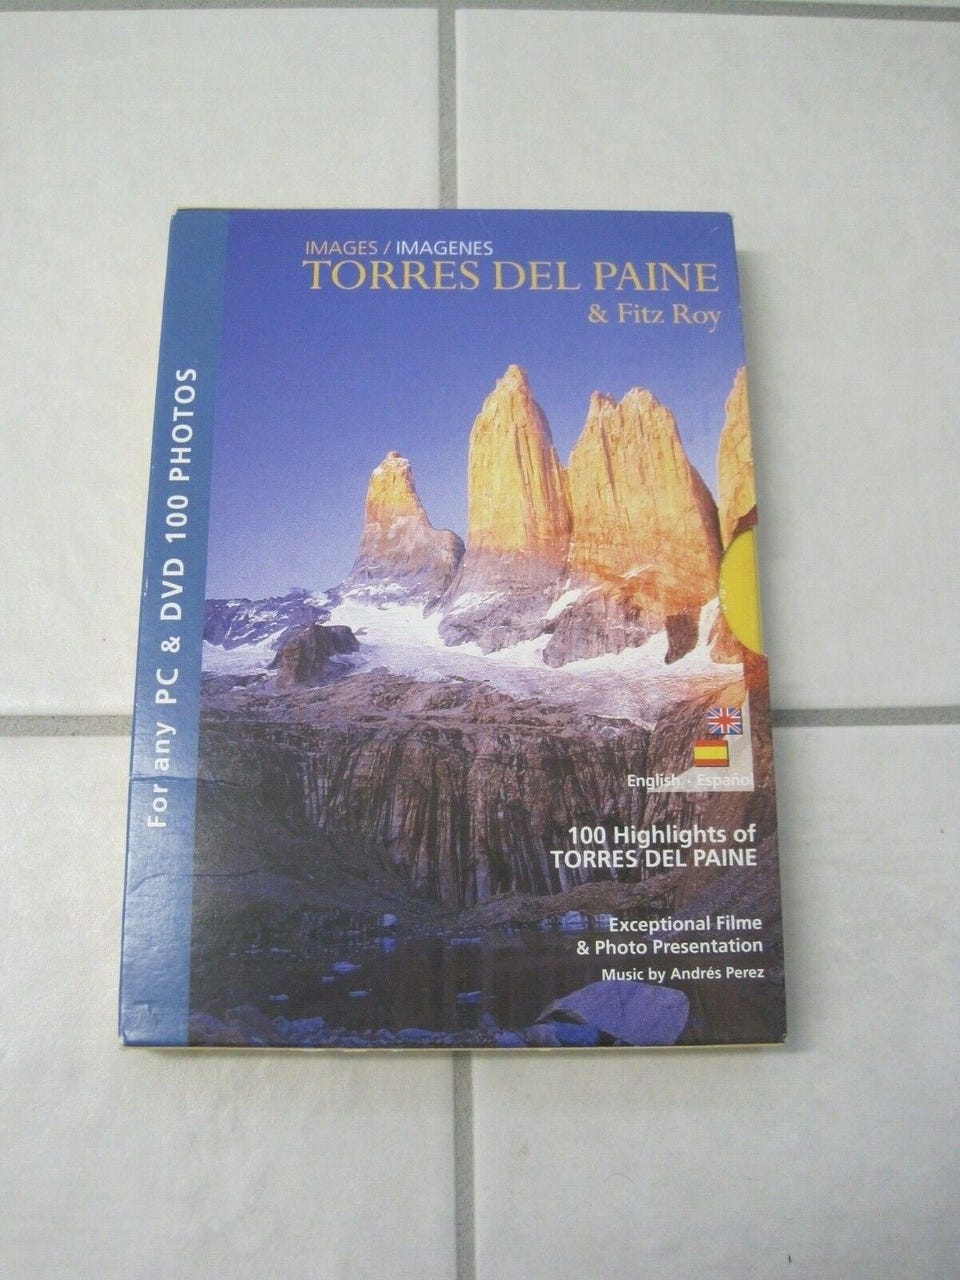 IMAGES / IMAGENES
TORRES DEL PAINE
& Fitz Roy
For any PC & DVD 100 PHOTOS
English · Español
100 Highlights of
TORRES DEL PAINE
Exceptional Filme
& Photo Presentation
Music by Andrés Perez